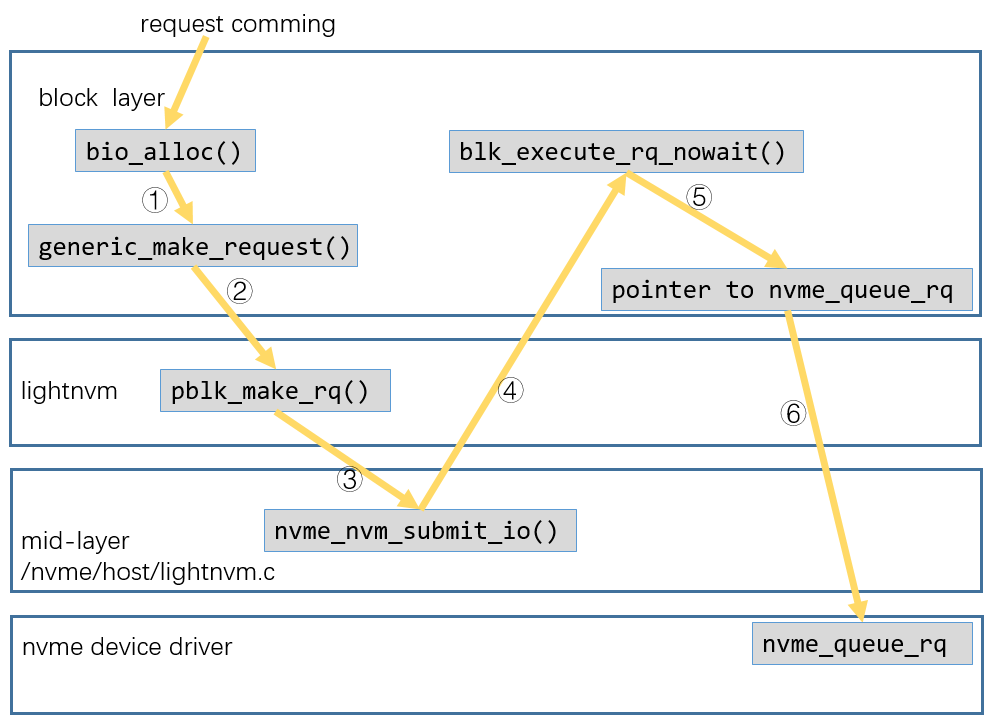 request comming
block layer
bio_alloc()
blk_execute_rq_nowait()
①
⑤
generic_make_request()
②
pointer to nvme_queue_rq
lightnvm
pblk_make_rq()
④
⑥
③
nvme_nvm_submit_io()
mid-layer
/nvme/host/lightnvm.c
nvme device driver
nvme_queue_rq